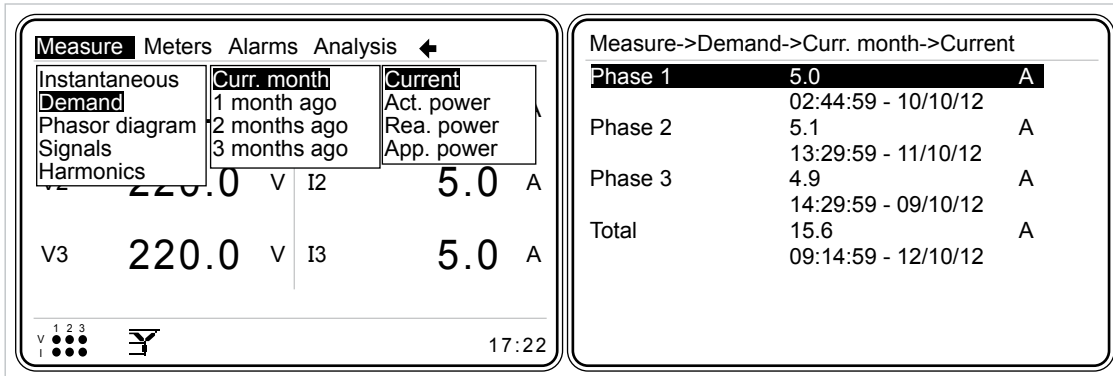 Measure Meters Alarms Analysis
Instantaneous Curr. month Current
Demand 1 month ago Act. power
Phasor diagram 2 months ago Rea. power
Signals 3 months ago App. power
Harmonics
V2 220.0 V I2 5.0 A
V3 220.0 V I3 5.0 A
1 2 3
V
I
17:22
Measure->Demand->Curr. month->Current
Phase 1 5.0 A
02:44:59 - 10/10/12
Phase 2 5.1 A
13:29:59 - 11/10/12
Phase 3 4.9 A
14:29:59 - 09/10/12
Total 15.6 A
09:14:59 - 12/10/12